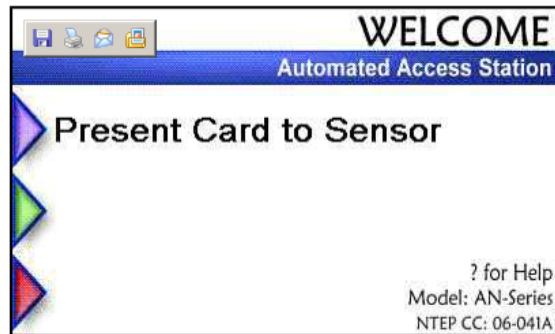 WELCOME
Automated Access Station
Present Card to Sensor
? for Help
Model: AN-Series
NTEP CC: 06-041A